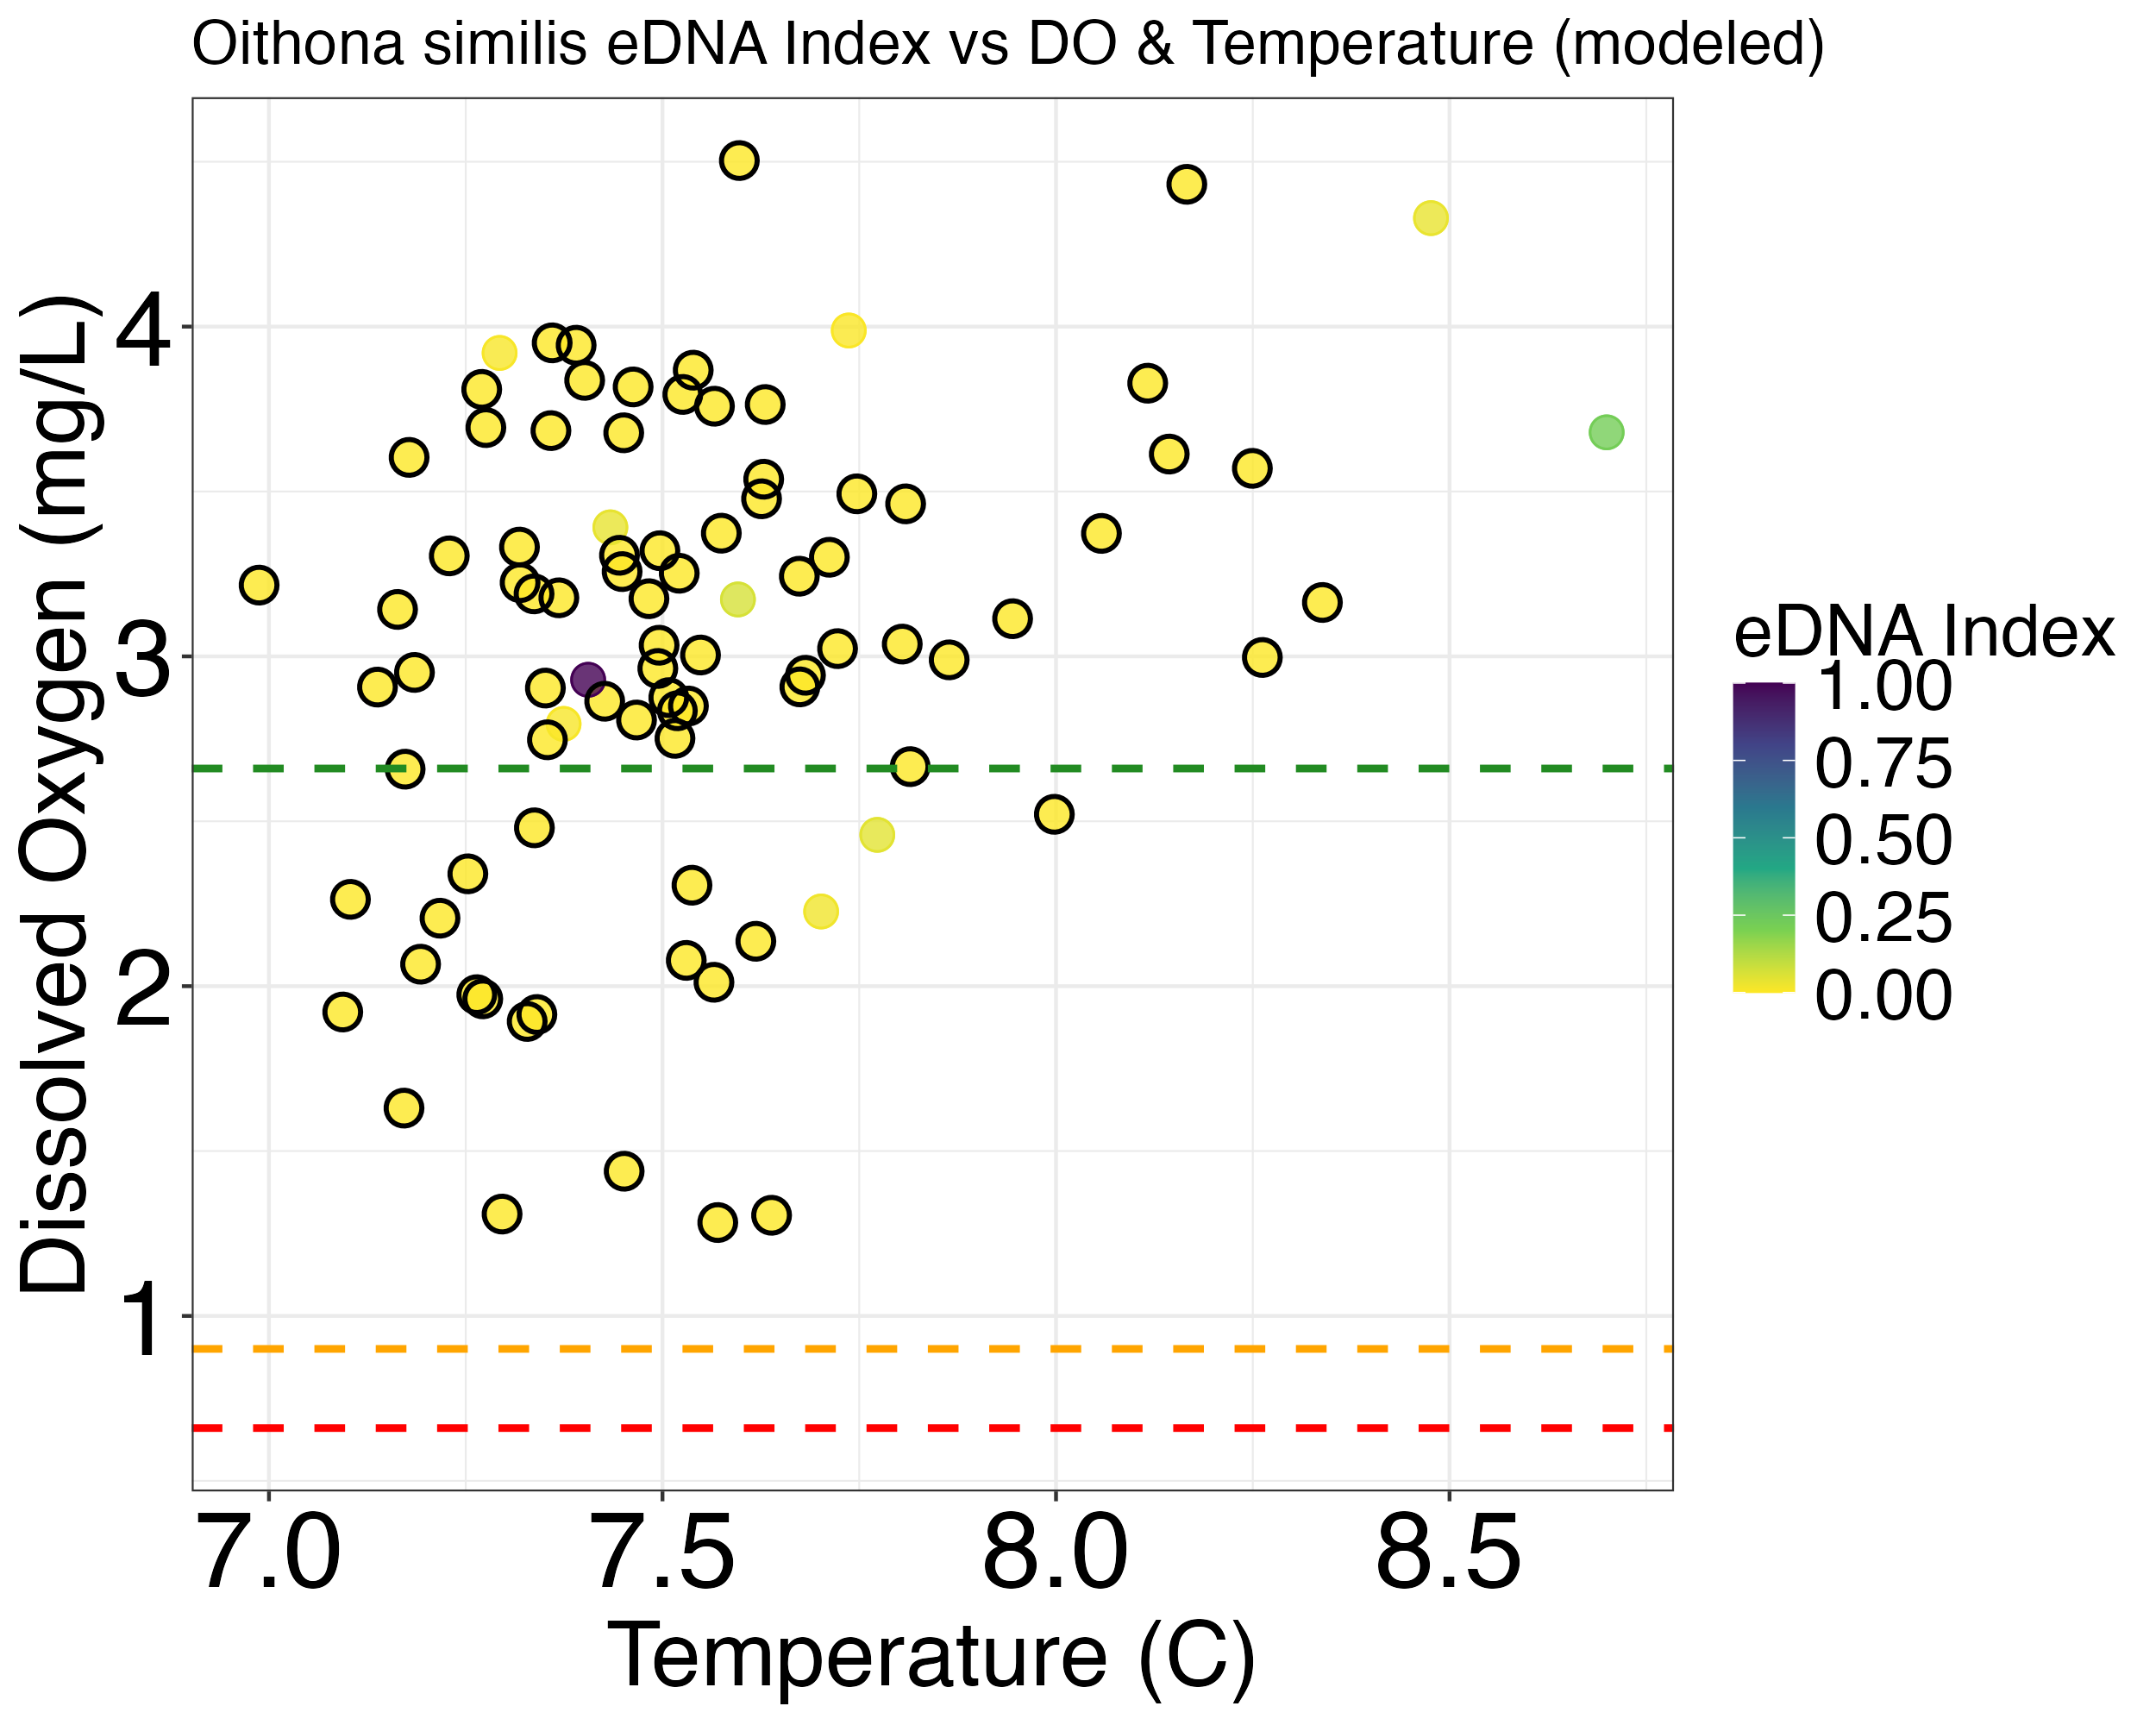 Oithona similis eDNA Index vs DO & Temperature (modeled)
Dissolved Oxygen (mg/L)
4
3
2
1
7.0 7.5 8.0 8.5
Temperature (C)
eDNA Index
1.00
0.75
0.50
0.25
0.00